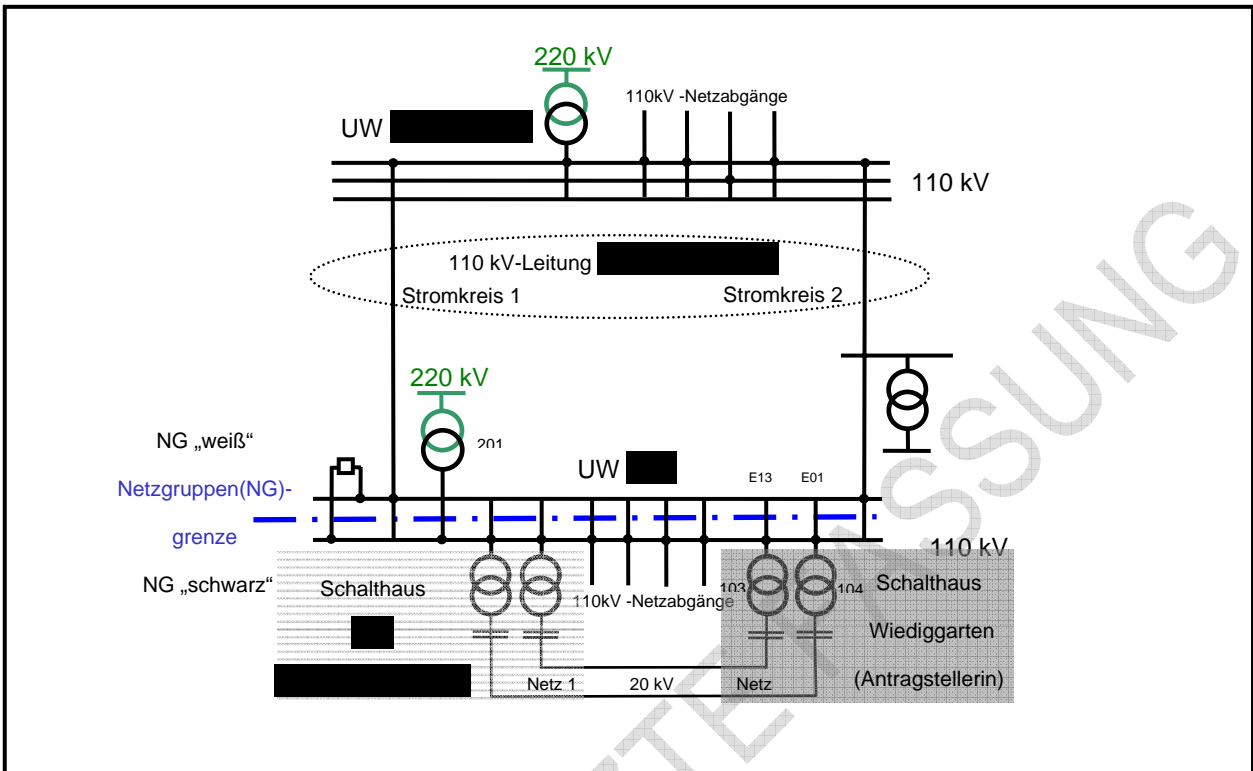 220 kV
110kV -Netzabgänge
UW
110 kV
110 kV-Leitung
Stromkreis 1
Stromkreis 2
220 kV
201
NG „weiß“
UW
E13 E01
Netzgruppen(NG)-
grenze
110 kV
NG „schwarz“
Schalthaus
110kV -Netzabgänge
103
104
Schalthaus
Wiediggarten
(Antragstellerin)
Netz 1
20 kV
Netz
TE FASSUNG